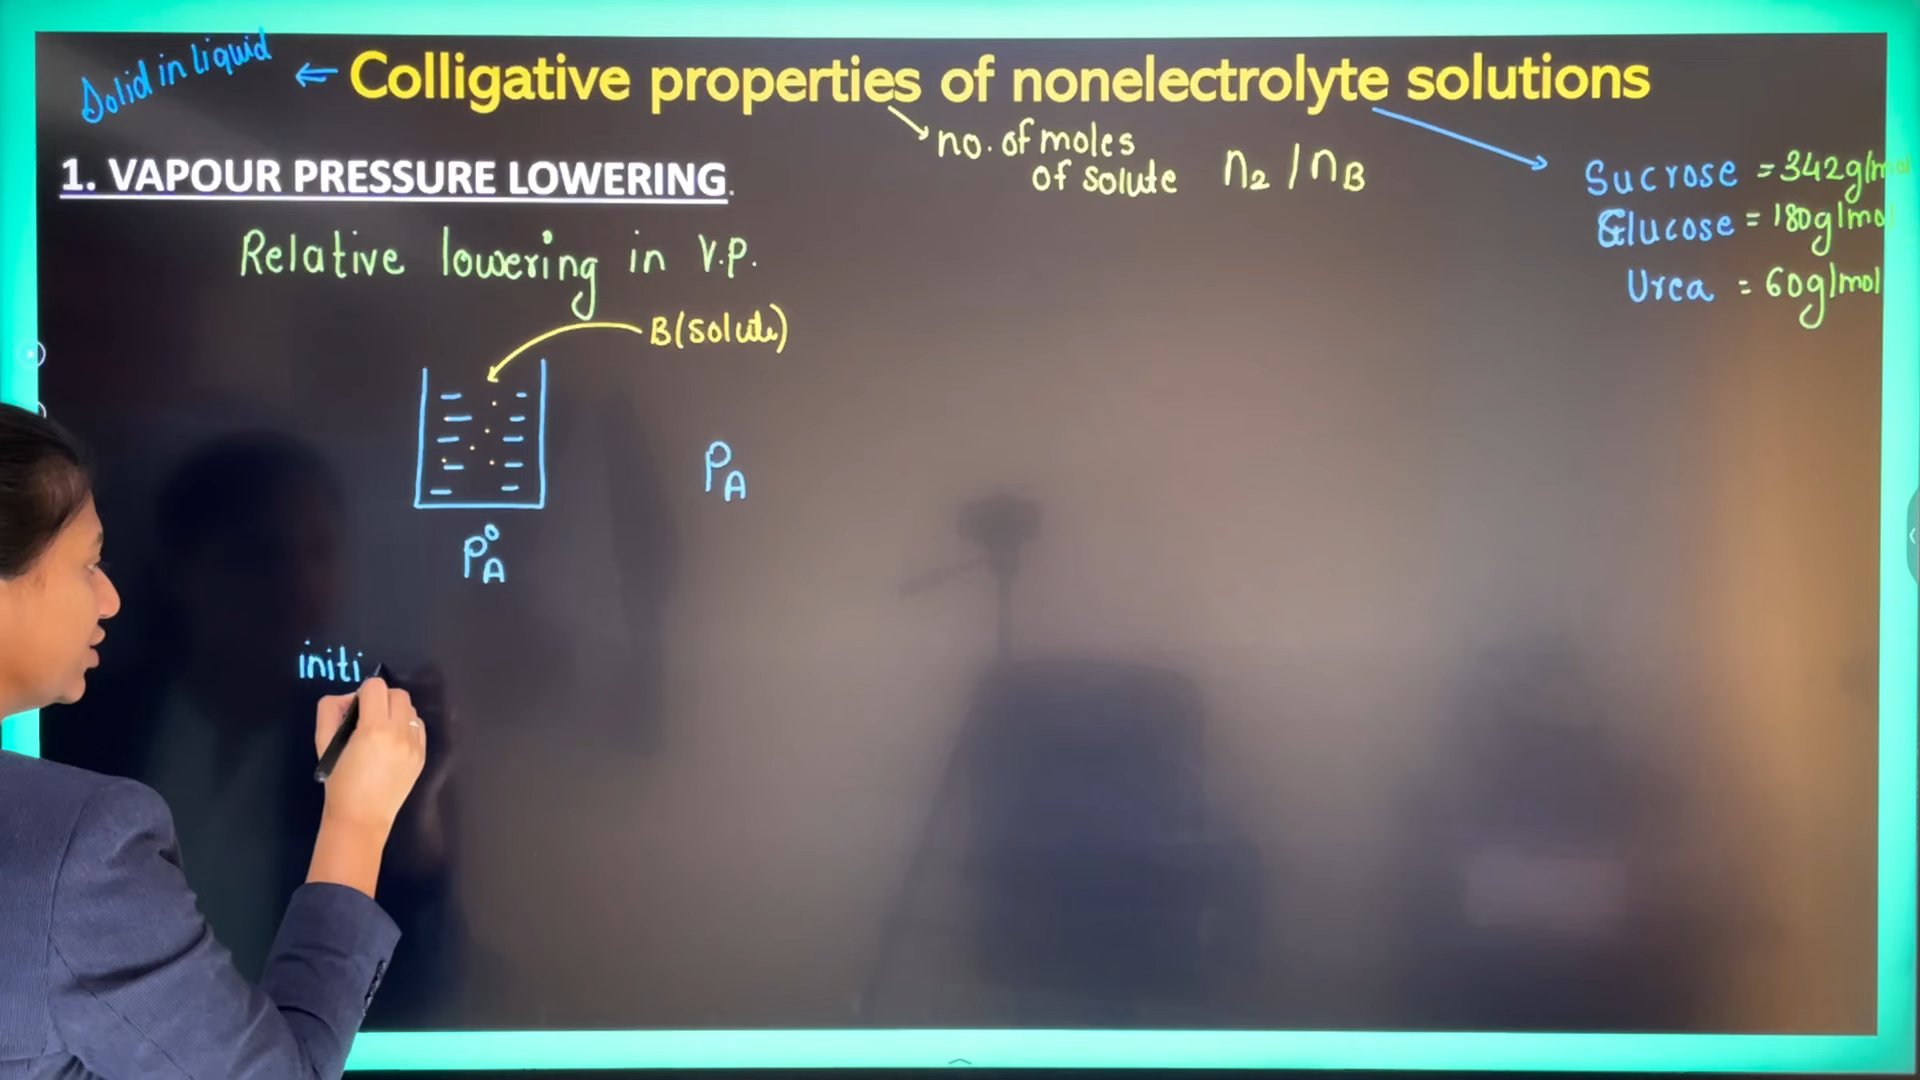 Solid in liquid ← Colligative properties of nonelectrolyte solutions
no. of moles
of solute n₂ / nB
1. VAPOUR PRESSURE LOWERING.
Sucrose = 342g/mol
Glucose = 180g/mol
Urea = 60g/mol
Relative lowering in V.P.
B(solute)
PA
P°A
initi